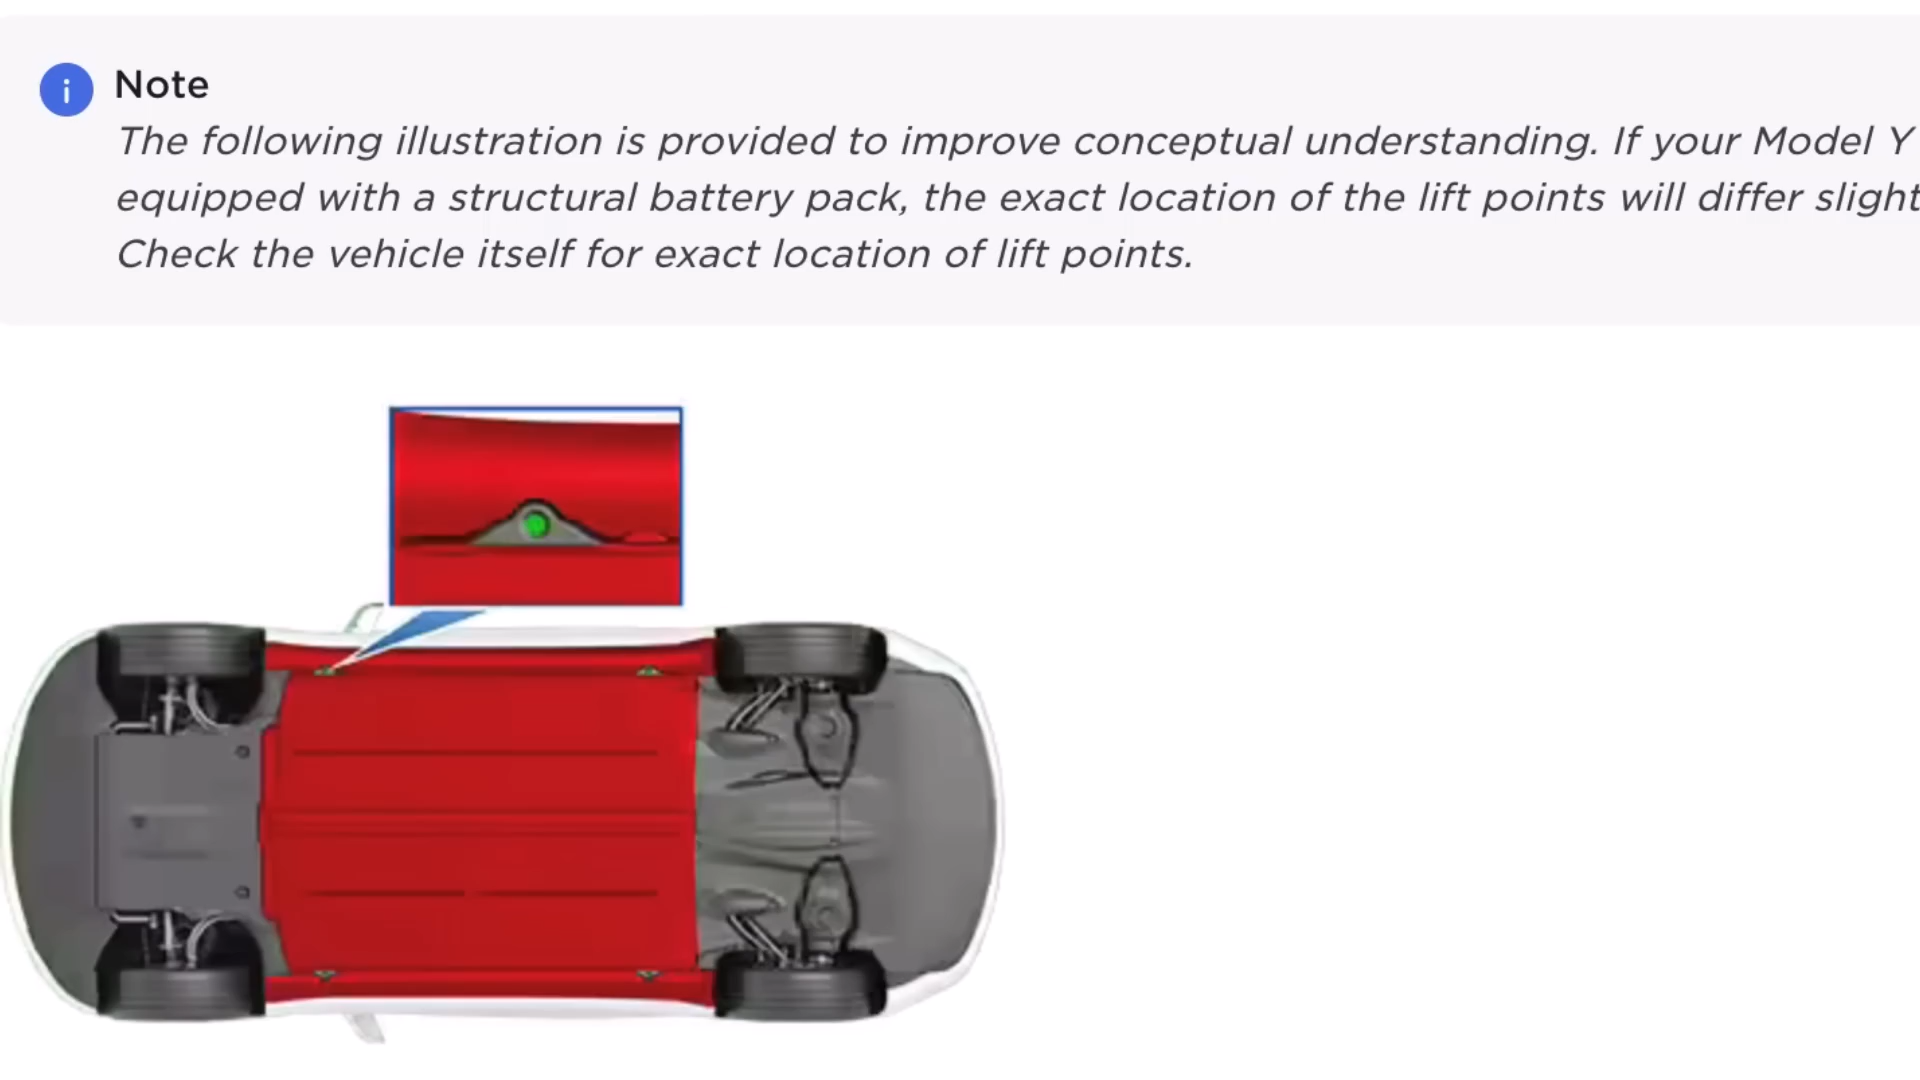 Note
The following illustration is provided to improve conceptual understanding. If your Model Y
equipped with a structural battery pack, the exact location of the lift points will differ slight
Check the vehicle itself for exact location of lift points.